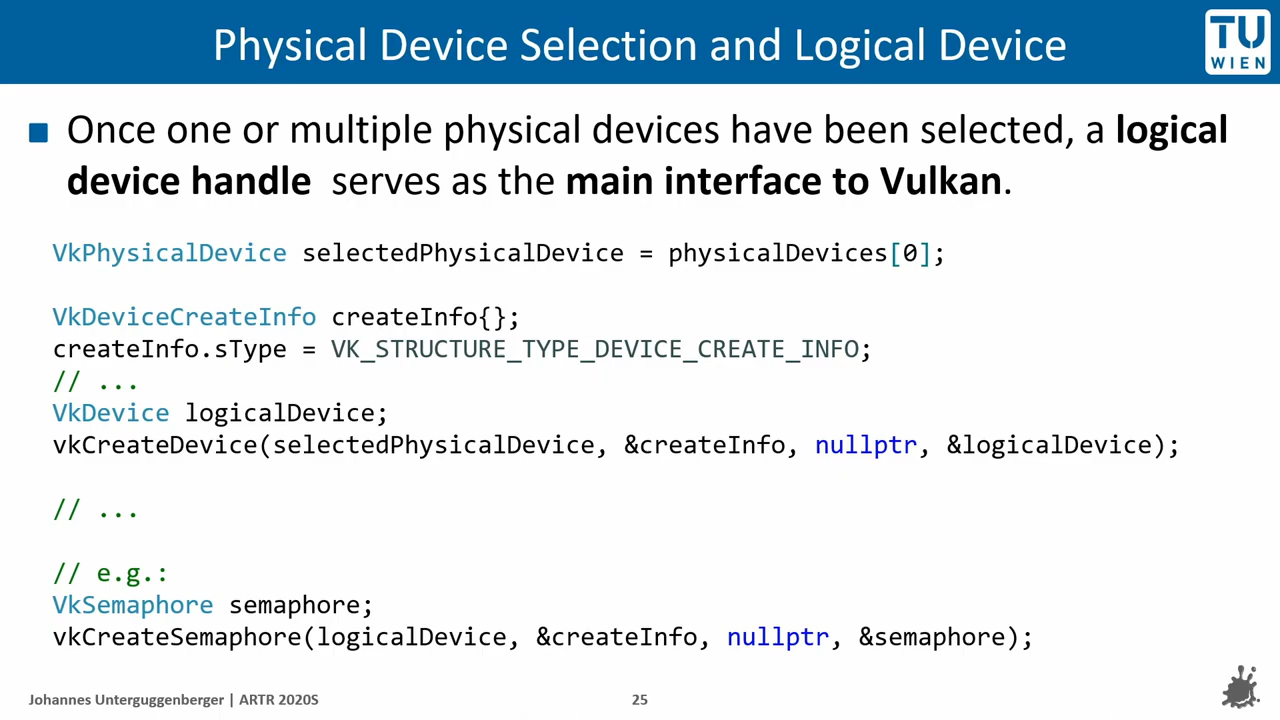 Physical Device Selection and Logical Device
TU
WIEN
Once one or multiple physical devices have been selected, a logical
device handle serves as the main interface to Vulkan.
VkPhysicalDevice selectedPhysicalDevice = physicalDevices[0];
VkDeviceCreateInfo createInfo{};
createInfo.sType = VK_STRUCTURE_TYPE_DEVICE_CREATE_INFO;
// ...
VkDevice logicalDevice;
vkCreateDevice(selectedPhysicalDevice, &createInfo, nullptr, &logicalDevice);
// ...
// e.g.:
VkSemaphore semaphore;
vkCreateSemaphore(logicalDevice, &createInfo, nullptr, &semaphore);
Johannes Unterguggenberger | ARTR 2020S
25